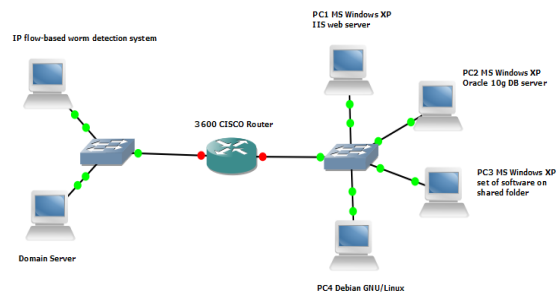 PC1 MS Windows XP
IIS web server
IP flow-based worm detection system
PC2 MS Windows XP
Oracle 10g DB server
3600 CISCO Router
PC3 MS Windows XP
set of software on
shared folder
Domain Server
PC4 Debian GNU/Linux